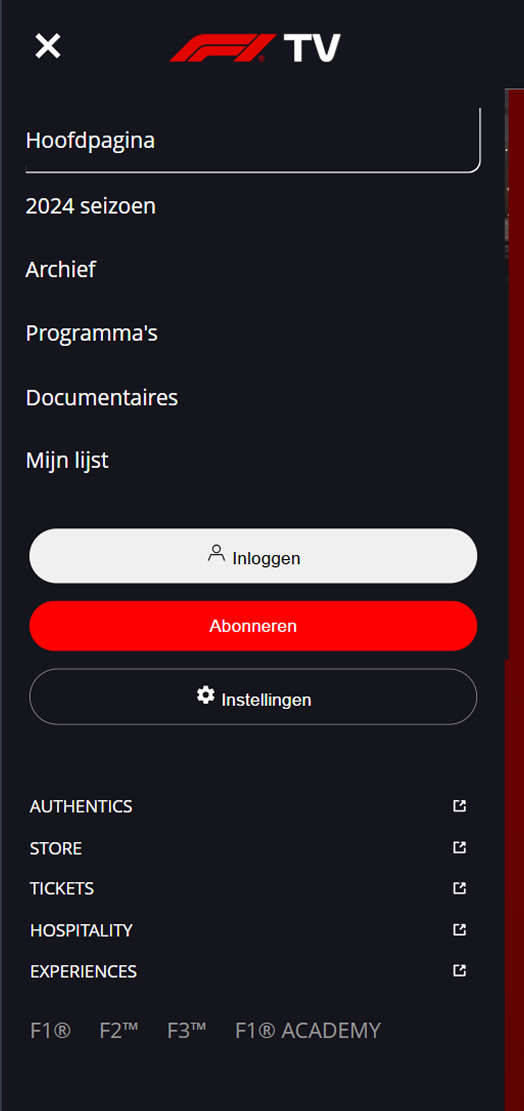 F1® TV
Hoofdpagina
2024 seizoen
Archief
Programma's
Documentaires
Mijn lijst
Inloggen
Abonneren
Instellingen
AUTHENTICS
STORE
TICKETS
HOSPITALITY
EXPERIENCES
F1® F2™ F3™ F1® ACADEMY